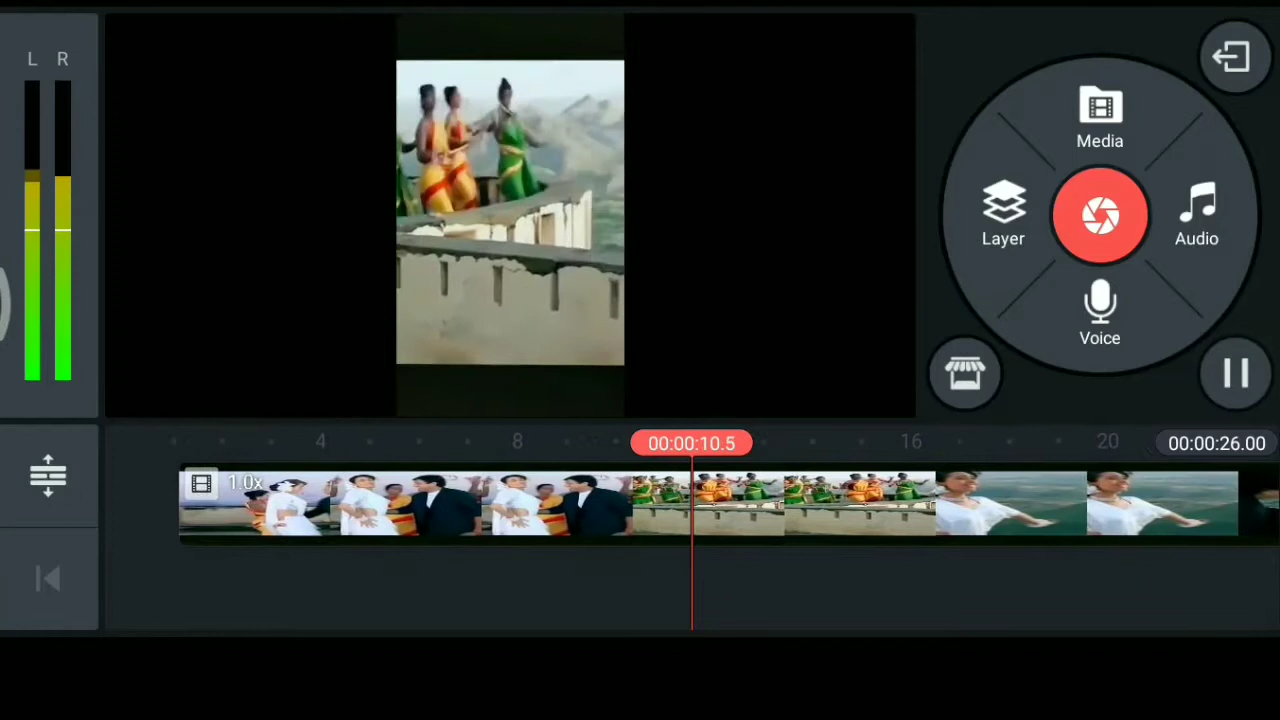 L R
Media
Layer
Audio
Voice
4
8
00:00:10.5
16
20
00:00:26.00
1.0x